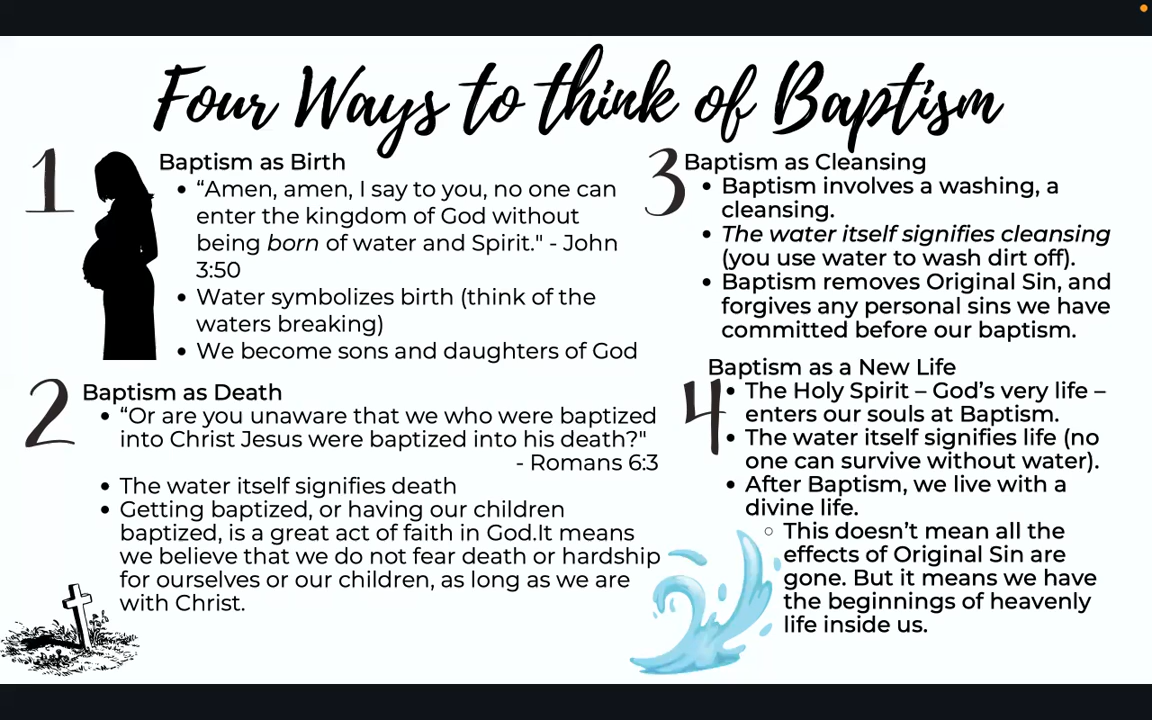 Four Ways to think of Baptism
1
Baptism as Birth
• “Amen, amen, I say to you, no one can
enter the kingdom of God without
being born of water and Spirit." - John
3:50
• Water symbolizes birth (think of the
waters breaking)
• We become sons and daughters of God
2
Baptism as Death
• “Or are you unaware that we who were baptized
into Christ Jesus were baptized into his death?"
- Romans 6:3
• The water itself signifies death
• Getting baptized, or having our children
baptized, is a great act of faith in God.It means
we believe that we do not fear death or hardship
for ourselves or our children, as long as we are
with Christ.
3
Baptism as Cleansing
• Baptism involves a washing, a
cleansing.
• The water itself signifies cleansing
(you use water to wash dirt off).
• Baptism removes Original Sin, and
forgives any personal sins we have
committed before our baptism.
4
Baptism as a New Life
• The Holy Spirit – God’s very life –
enters our souls at Baptism.
• The water itself signifies life (no
one can survive without water).
• After Baptism, we live with a
divine life.
○ This doesn’t mean all the
effects of Original Sin are
gone. But it means we have
the beginnings of heavenly
life inside us.